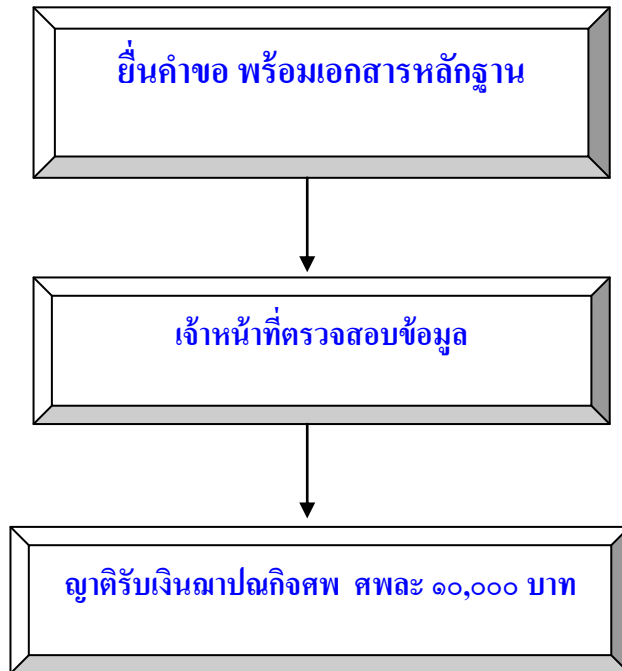 ยื่นคำขอ พร้อมเอกสารหลักฐาน
เจ้าหน้าที่ตรวจสอบข้อมูล
ญาติรับเงินฌาปณกิจศพ ศพละ ๑๐,๐๐๐ บาท